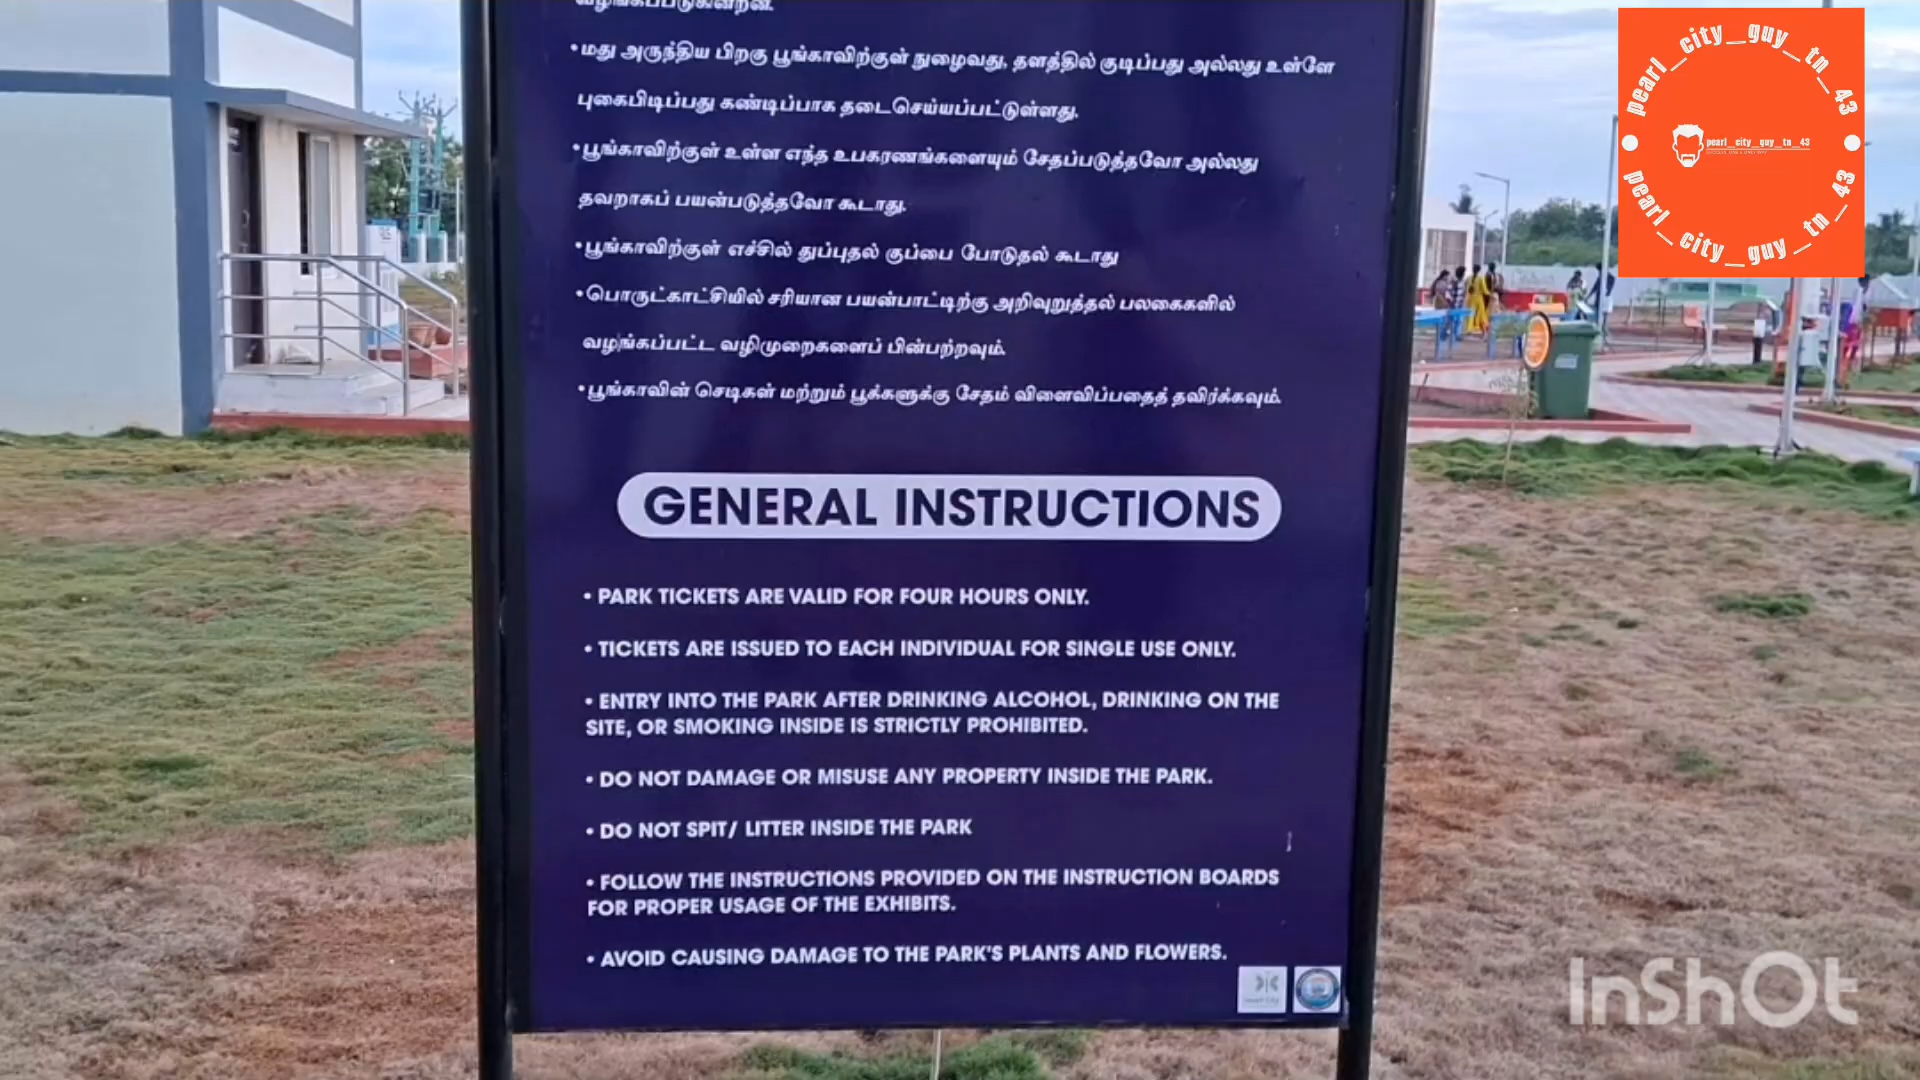 வழங்கப்படுகின்றன.
•மது அருந்திய பிறகு பூங்காவிற்குள் நுழைவது, தளத்தில் குடிப்பது அல்லது உள்ளே
புகைபிடிப்பது கண்டிப்பாக தடைசெய்யப்பட்டுள்ளது.
•பூங்காவிற்குள் உள்ள எந்த உபகரணங்களையும் சேதப்படுத்தவோ அல்லது
தவறாகப் பயன்படுத்தவோ கூடாது.
•பூங்காவிற்குள் எச்சில் துப்புதல் குப்பை போடுதல் கூடாது
•பொருட்காட்சியில் சரியான பயன்பாட்டிற்கு அறிவுறுத்தல் பலகைகளில்
வழங்கப்பட்ட வழிமுறைகளைப் பின்பற்றவும்.
•பூங்காவின் செடிகள் மற்றும் பூக்களுக்கு சேதம் விளைவிப்பதைத் தவிர்க்கவும்.
GENERAL INSTRUCTIONS
• PARK TICKETS ARE VALID FOR FOUR HOURS ONLY.
• TICKETS ARE ISSUED TO EACH INDIVIDUAL FOR SINGLE USE ONLY.
• ENTRY INTO THE PARK AFTER DRINKING ALCOHOL, DRINKING ON THE
SITE, OR SMOKING INSIDE IS STRICTLY PROHIBITED.
• DO NOT DAMAGE OR MISUSE ANY PROPERTY INSIDE THE PARK.
• DO NOT SPIT/ LITTER INSIDE THE PARK
• FOLLOW THE INSTRUCTIONS PROVIDED ON THE INSTRUCTION BOARDS
FOR PROPER USAGE OF THE EXHIBITS.
• AVOID CAUSING DAMAGE TO THE PARK'S PLANTS AND FLOWERS.
pearl_city_guy_tn_43
pearl_city_guy_tn_43
pearl_city_guy_tn_43
InShOt